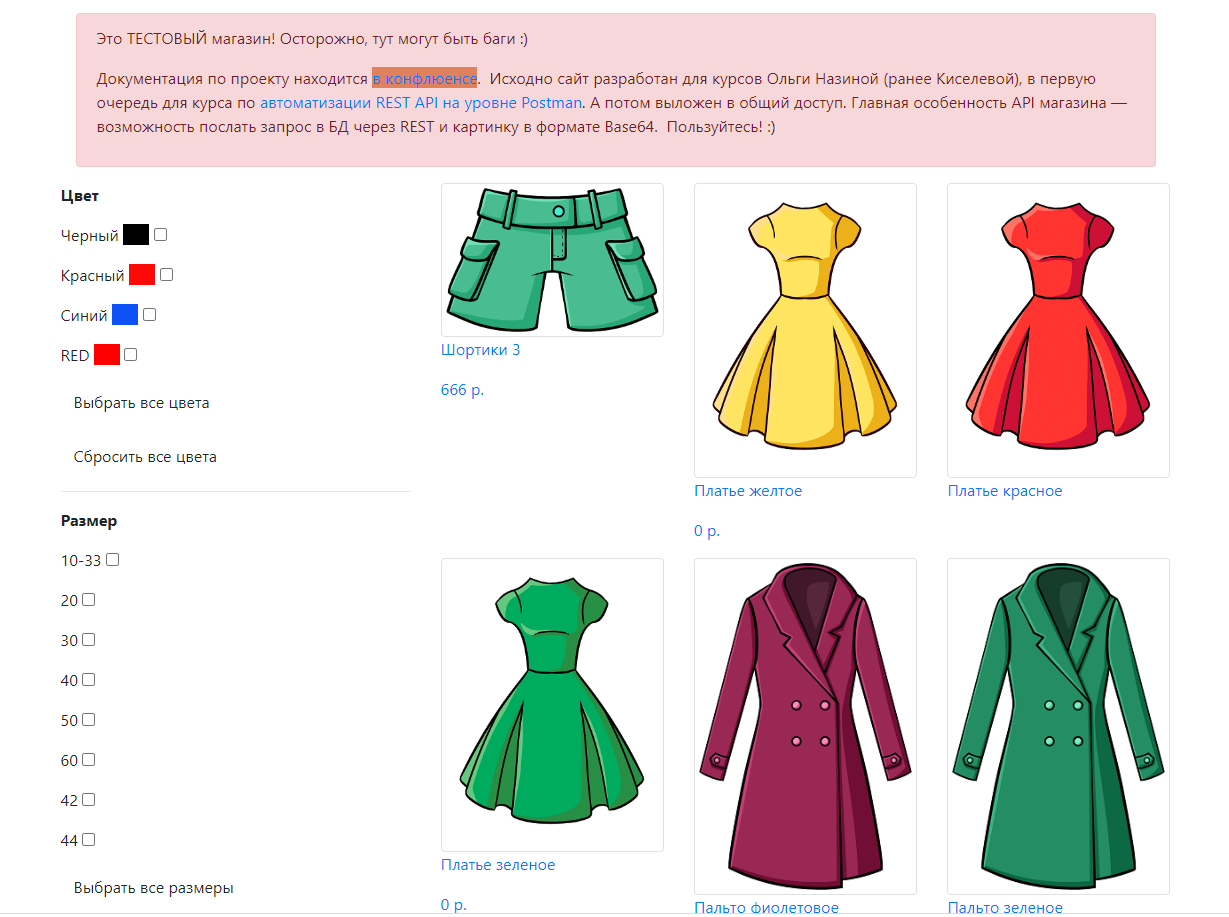 Это ТЕСТОВЫЙ магазин! Осторожно, тут могут быть баги :)
Документация по проекту находится в конфлюенсе.  Исходно сайт разработан для курсов Ольги Назиной (ранее Киселевой), в первую
очередь для курса по автоматизации REST API на уровне Postman. А потом выложен в общий доступ. Главная особенность API магазина —
возможность послать запрос в БД через REST и картинку в формате Base64.  Пользуйтесь! :)
Цвет
Черный
Красный
Синий
RED
Выбрать все цвета
Сбросить все цвета
Размер
10-33
20
30
40
50
60
42
44
Выбрать все размеры
Шортики 3
666 р.
Платье желтое
0 р.
Платье красное
Платье зеленое
0 р.
Пальто фиолетовое
Пальто зеленое